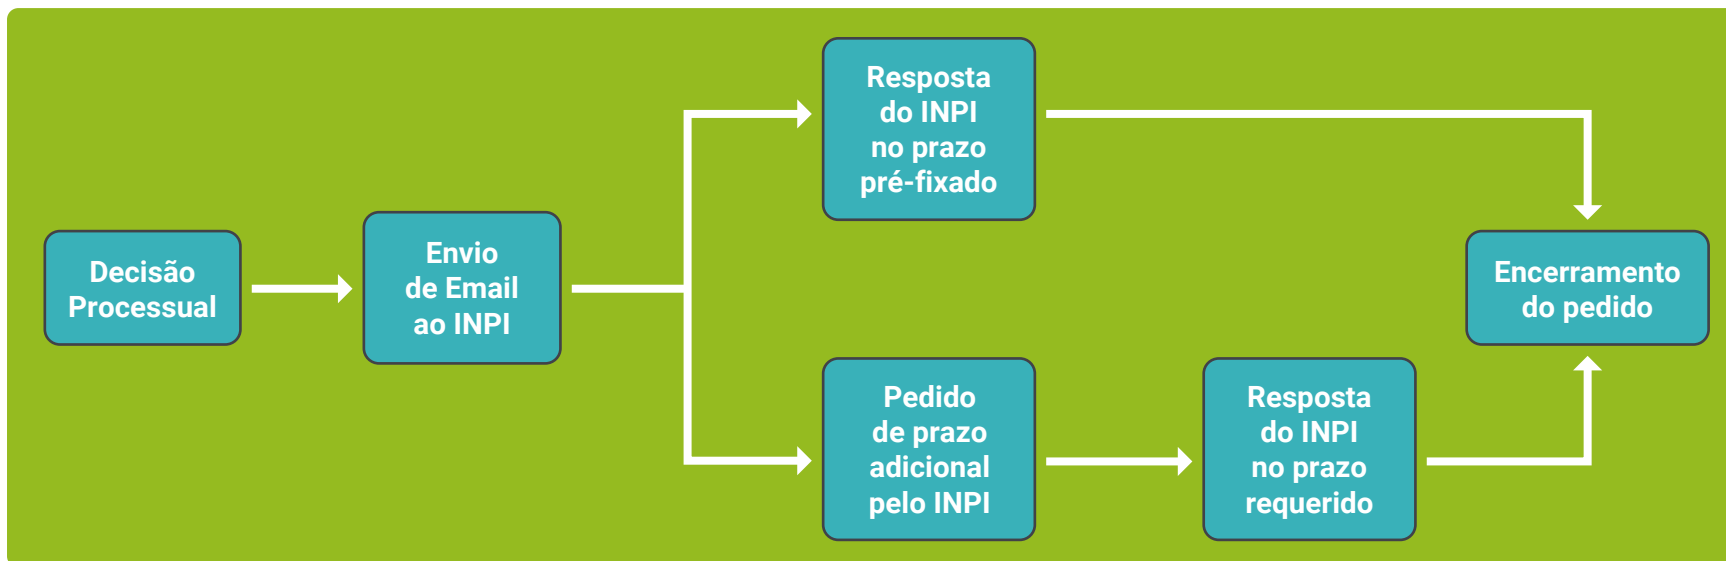 Decisão
Processual
Envio
de Email
ao INPI
Resposta
do INPI
no prazo
pré-fixado
Pedido
de prazo
adicional
pelo INPI
Resposta
do INPI
no prazo
requerido
Encerramento
do pedido